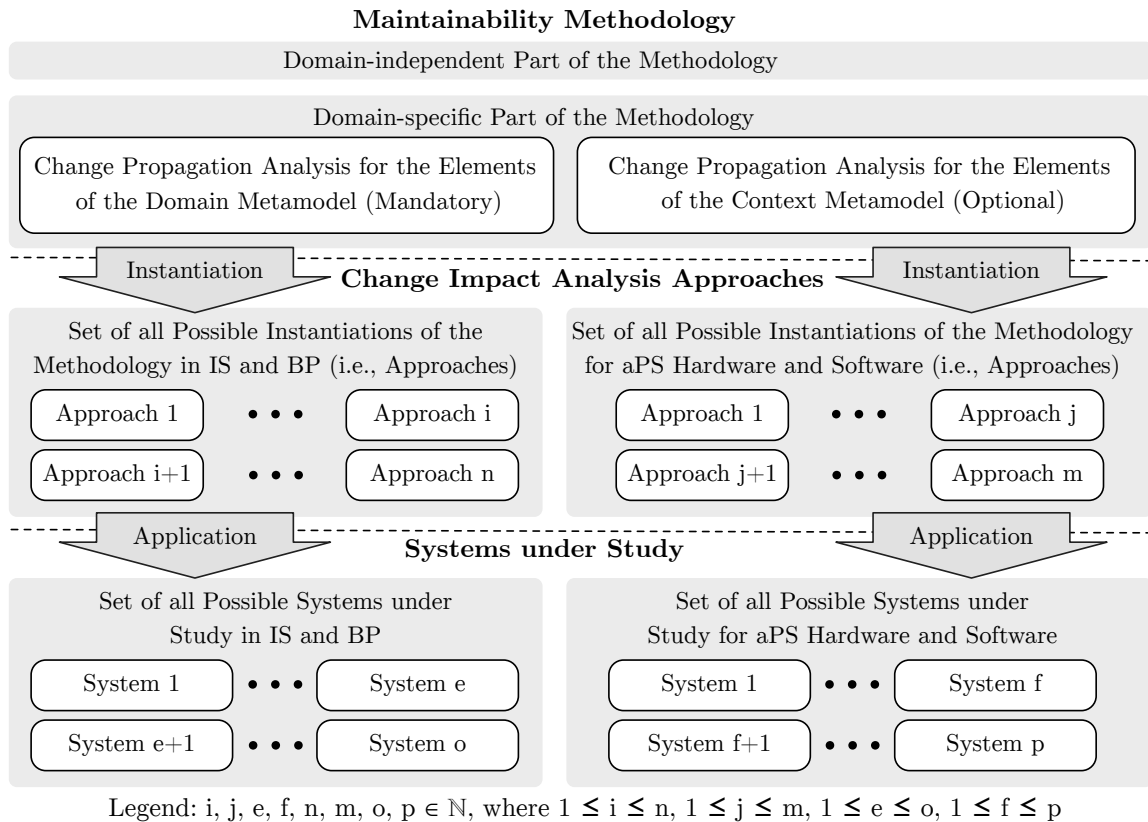 Maintainability Methodology
Domain-independent Part of the Methodology
Domain-specific Part of the Methodology
Change Propagation Analysis for the Elements
of the Domain Metamodel (Mandatory)
Change Propagation Analysis for the Elements
of the Context Metamodel (Optional)
Instantiation
Instantiation
Change Impact Analysis Approaches
Set of all Possible Instantiations of the
Methodology in IS and BP (i.e., Approaches)
Approach 1 • • • Approach i
Approach i+1 • • • Approach n
Set of all Possible Instantiations of the Methodology
for aPS Hardware and Software (i.e., Approaches)
Approach 1 • • • Approach j
Approach j+1 • • • Approach m
Application
Application
Systems under Study
Set of all Possible Systems under
Study in IS and BP
System 1 • • • System e
System e+1 • • • System o
Set of all Possible Systems under
Study for aPS Hardware and Software
System 1 • • • System f
System f+1 • • • System p
Legend: i, j, e, f, n, m, o, p ∈ ℕ, where 1 ≤ i ≤ n, 1 ≤ j ≤ m, 1 ≤ e ≤ o, 1 ≤ f ≤ p